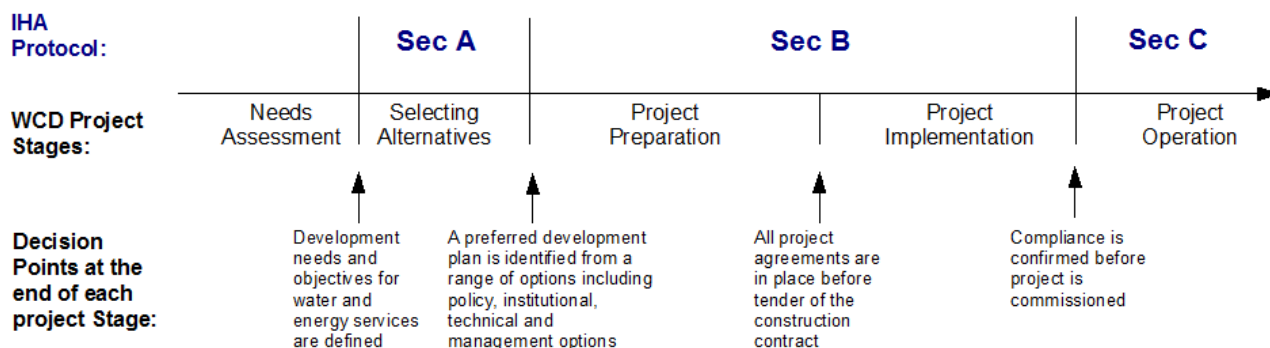 IHA
Protocol:
Sec A
Sec B
Sec C
WCD Project
Stages:
Needs
Assessment
Selecting
Alternatives
Project
Preparation
Project
Implementation
Project
Operation
Decision
Points at the
end of each
project Stage:
Development
needs and
objectives for
water and
energy services
are defined
A preferred development
plan is identified from a
range of options including
policy, institutional,
technical and
management options
All project
agreements are
in place before
tender of the
construction
contract
Compliance is
confirmed before
project is
commissioned